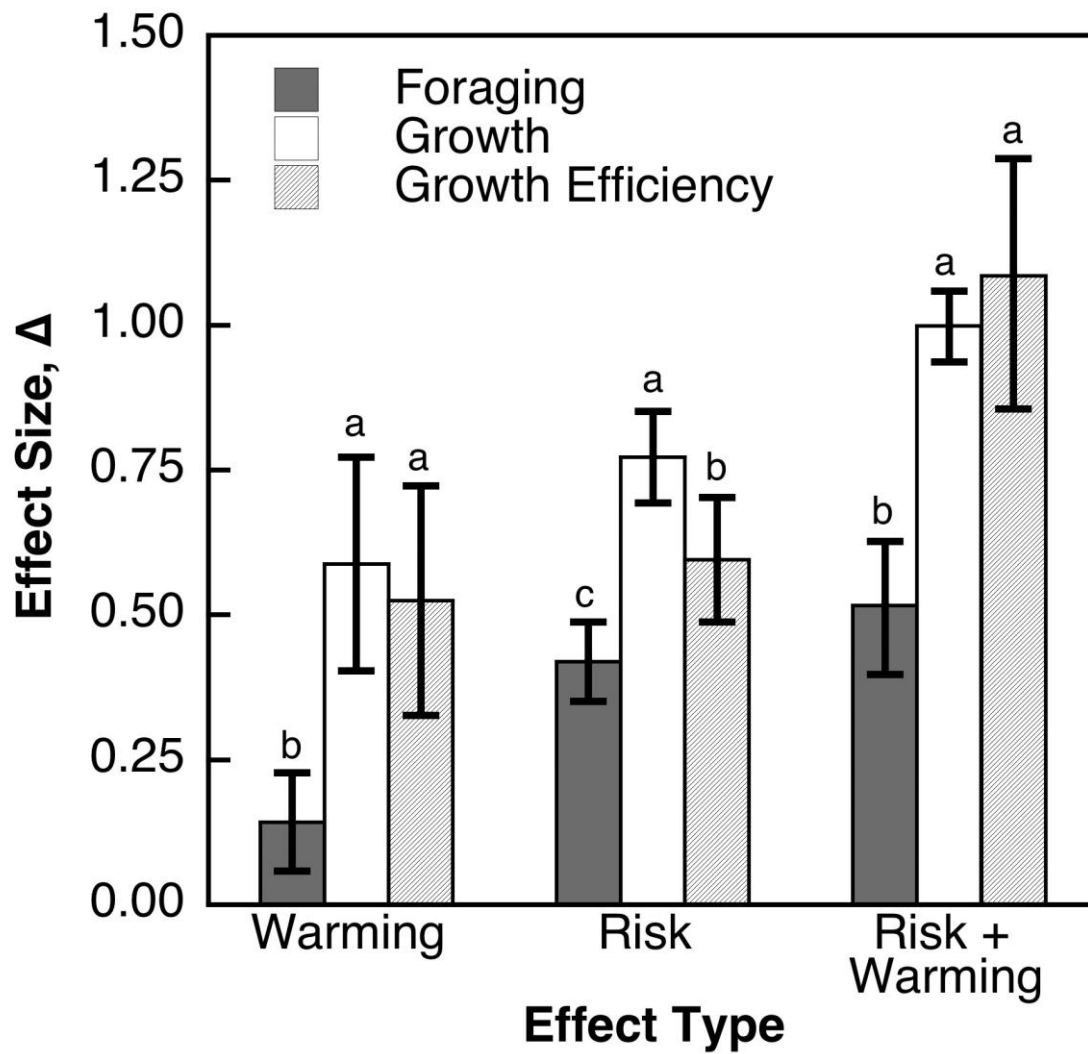 1.50
1.25
1.00
0.75
0.50
0.25
0.00
Effect Size, Δ
Foraging
Growth
Growth Efficiency
b
a
a
c
a
b
b
a
a
Warming
Risk
Risk +
Warming
Effect Type